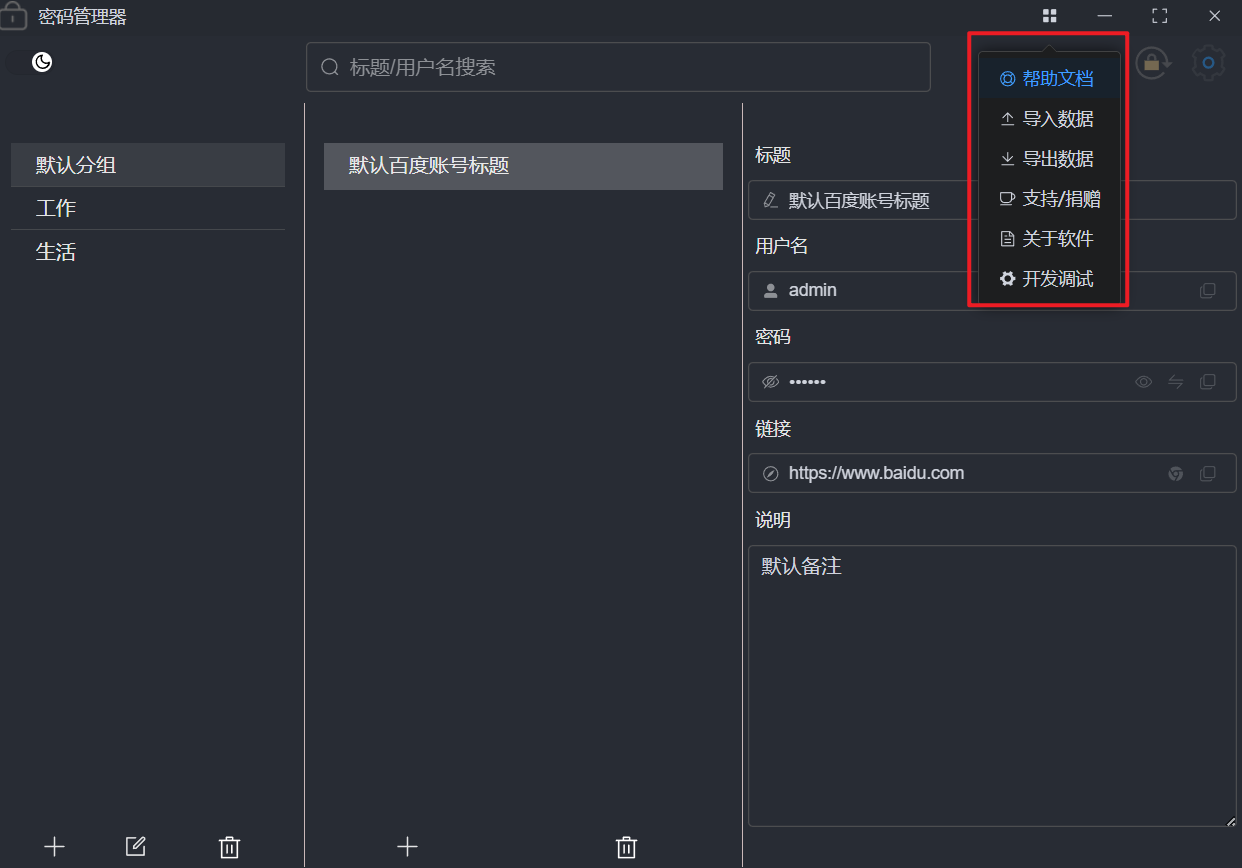 密码管理器
标题/用户名搜索
帮助文档
导入数据
导出数据
支持/捐赠
关于软件
开发调试
默认分组
工作
生活
默认百度账号标题
标题
默认百度账号标题
用户名
admin
密码
••••••
链接
https://www.baidu.com
说明
默认备注